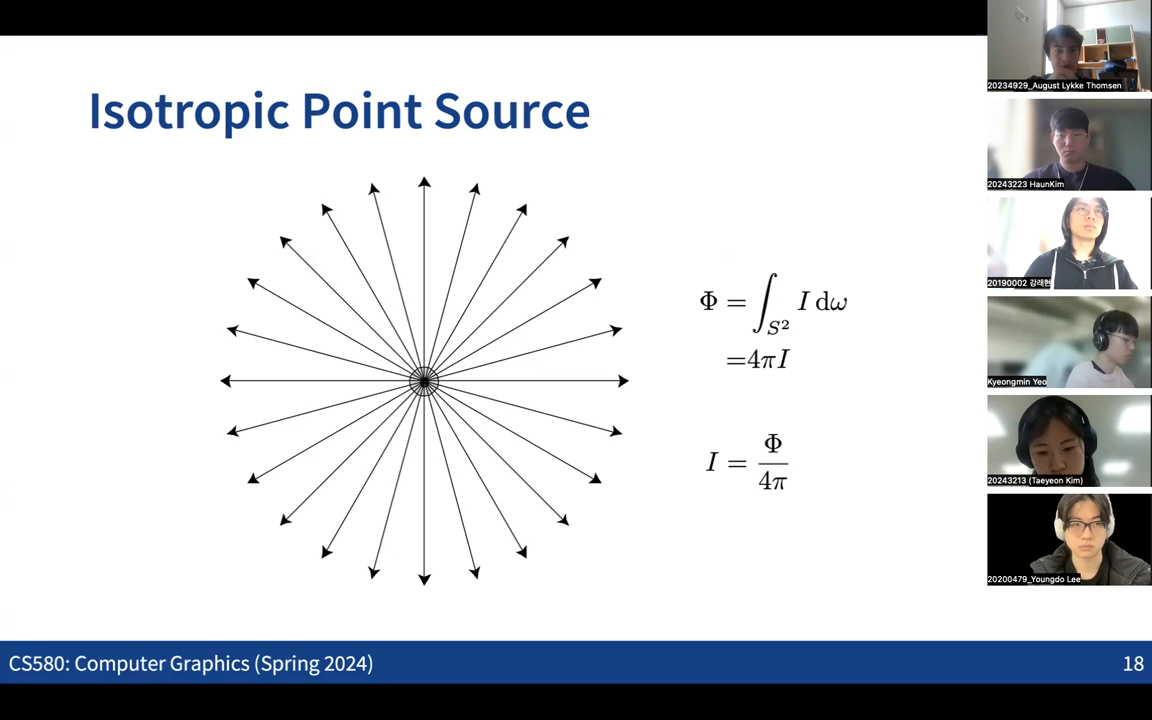 Isotropic Point Source
Φ = ∫_{S²} I dω
=4πI
I = Φ/4π
CS580: Computer Graphics (Spring 2024)
18
20234929_August Lykke Thomsen
20243223 HaunKim
20190002 강래현
Kyeongmin Yeo
20243213 (Taeyeon Kim)
20200479_Youngdo Lee